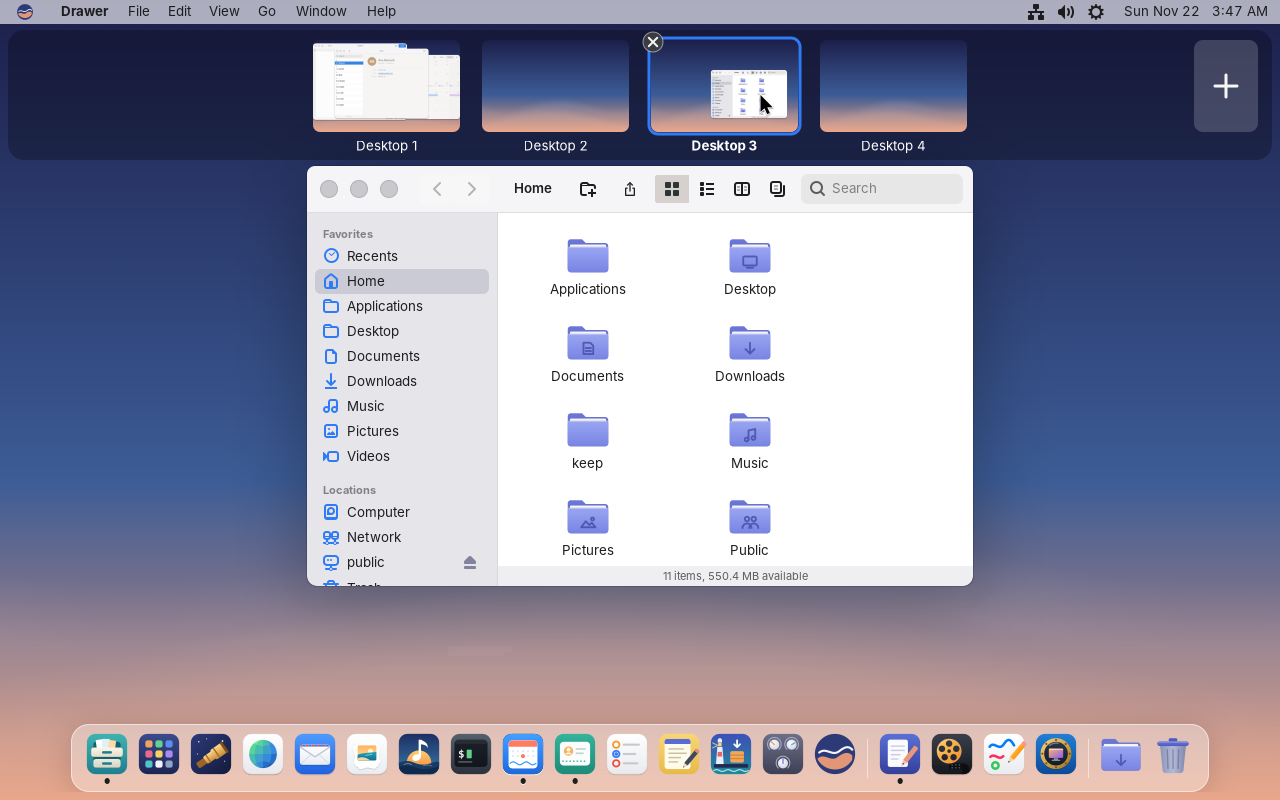 Drawer File Edit View Go Window Help Sun Nov 22 3:47 AM
Desktop 1 Desktop 2 Desktop 3 Desktop 4
Home Search
Favorites
Recents
Home
Applications
Desktop
Documents
Downloads
Music
Pictures
Videos
Locations
Computer
Network
public
Trash
Applications Desktop
Documents Downloads
keep Music
Pictures Public
11 items, 550.4 MB available